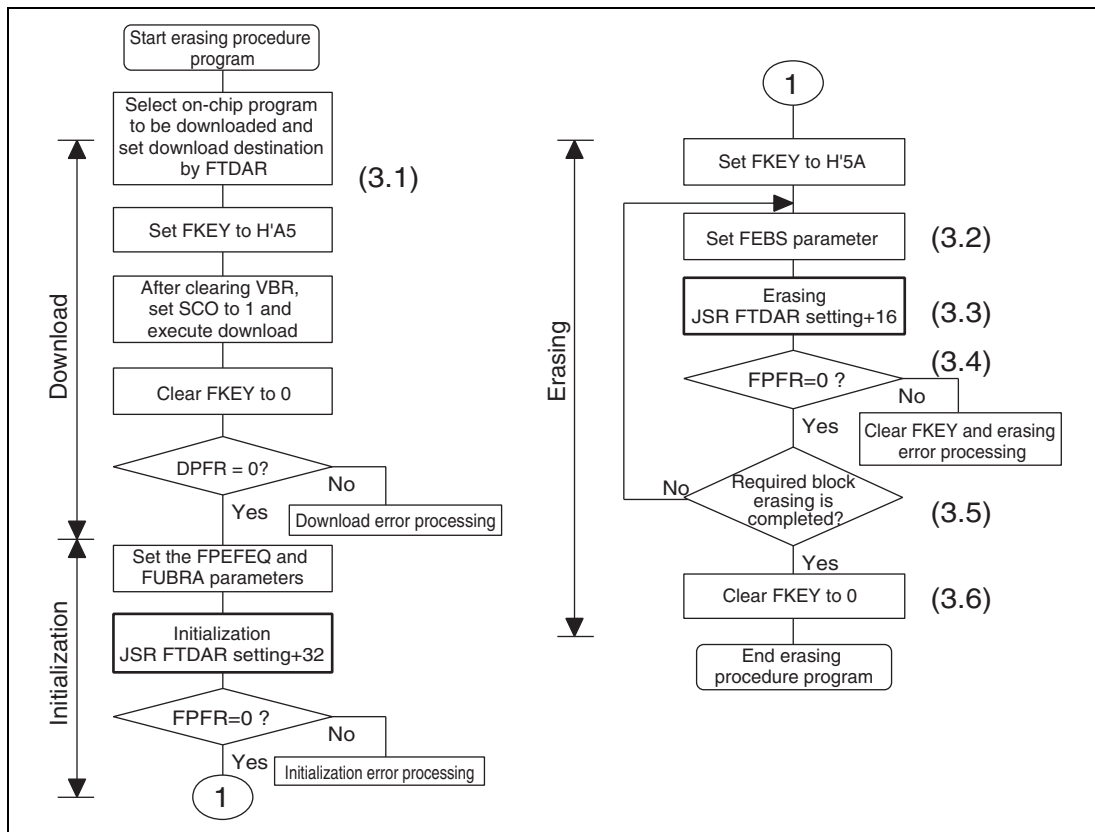 Start erasing procedure
program
Select on-chip program
to be downloaded and
set download destination
by FTDAR
(3.1)
Set FKEY to H'A5
After clearing VBR,
set SCO to 1 and
execute download
Clear FKEY to 0
DPFR = 0?
No
Yes
Download error processing
Download
Set the FPEFEQ and
FUBRA parameters
Initialization
JSR FTDAR setting+32
FPFR=0 ?
No
Yes
Initialization error processing
Initialization
1
1
Set FKEY to H'5A
Set FEBS parameter
(3.2)
Erasing
JSR FTDAR setting+16
(3.3)
(3.4)
FPFR=0 ?
No
Yes
Clear FKEY and erasing
error processing
Erasing
No
Required block
erasing is
completed?
(3.5)
Yes
Clear FKEY to 0
(3.6)
End erasing
procedure program